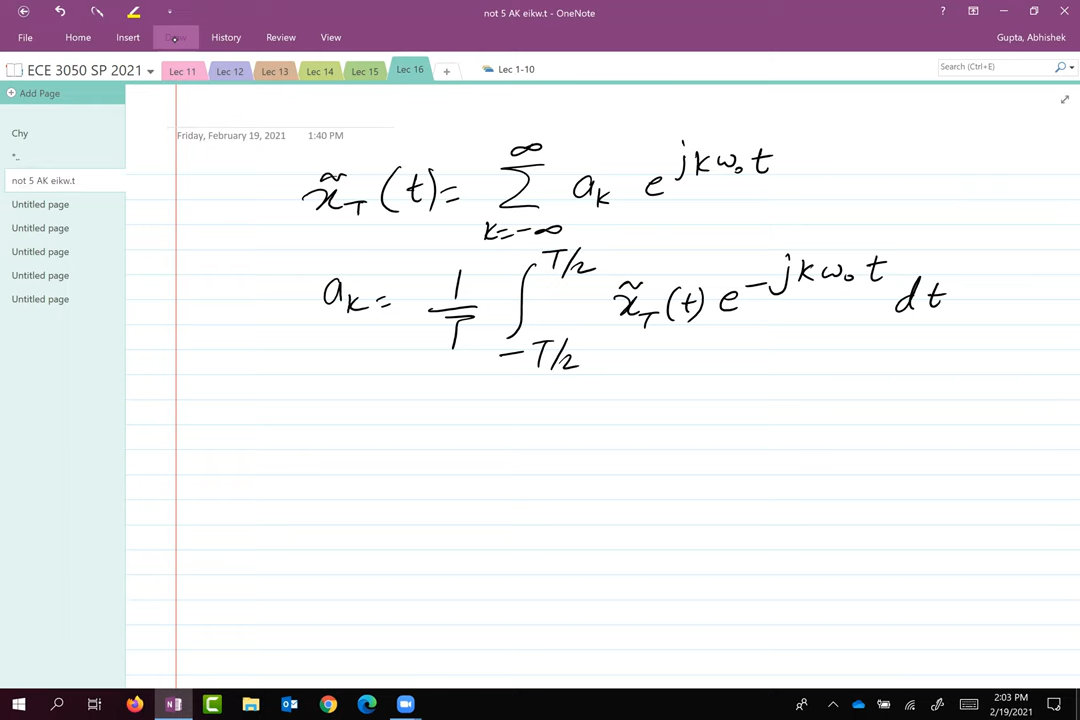 not 5 AK eikw.t - OneNote
File Home Insert Draw History Review View
Gupta, Abhishek
ECE 3050 SP 2021
Lec 11 Lec 12 Lec 13 Lec 14 Lec 15 Lec 16 + Lec 1-10
Search (Ctrl+E)
Add Page
Chy
"-
not 5 AK eikw.t
Untitled page
Untitled page
Untitled page
Untitled page
Untitled page
Friday, February 19, 2021 1:40 PM
x̃_T(t) = ∑_{k=-∞}^{∞} a_k e^{jkω₀t}
a_k = 1/T ∫_{-T/2}^{T/2} x̃_T(t) e^{-jkω₀t} dt
2:03 PM
2/19/2021